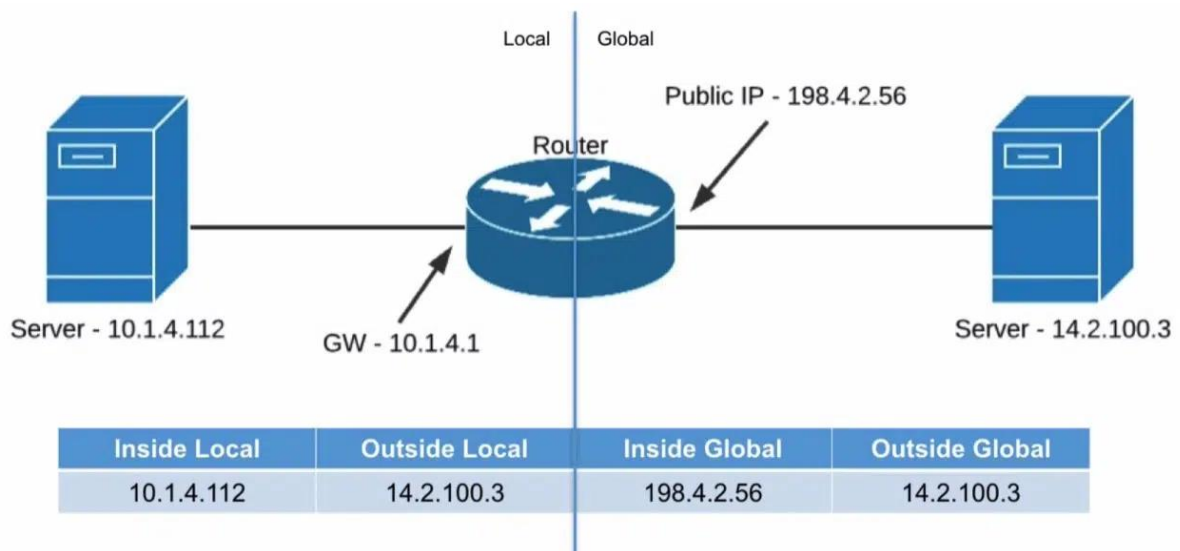 Local Global
Public IP - 198.4.2.56
Router
Server - 10.1.4.112
GW - 10.1.4.1
Server - 14.2.100.3
Inside Local Outside Local Inside Global Outside Global
10.1.4.112 14.2.100.3 198.4.2.56 14.2.100.3